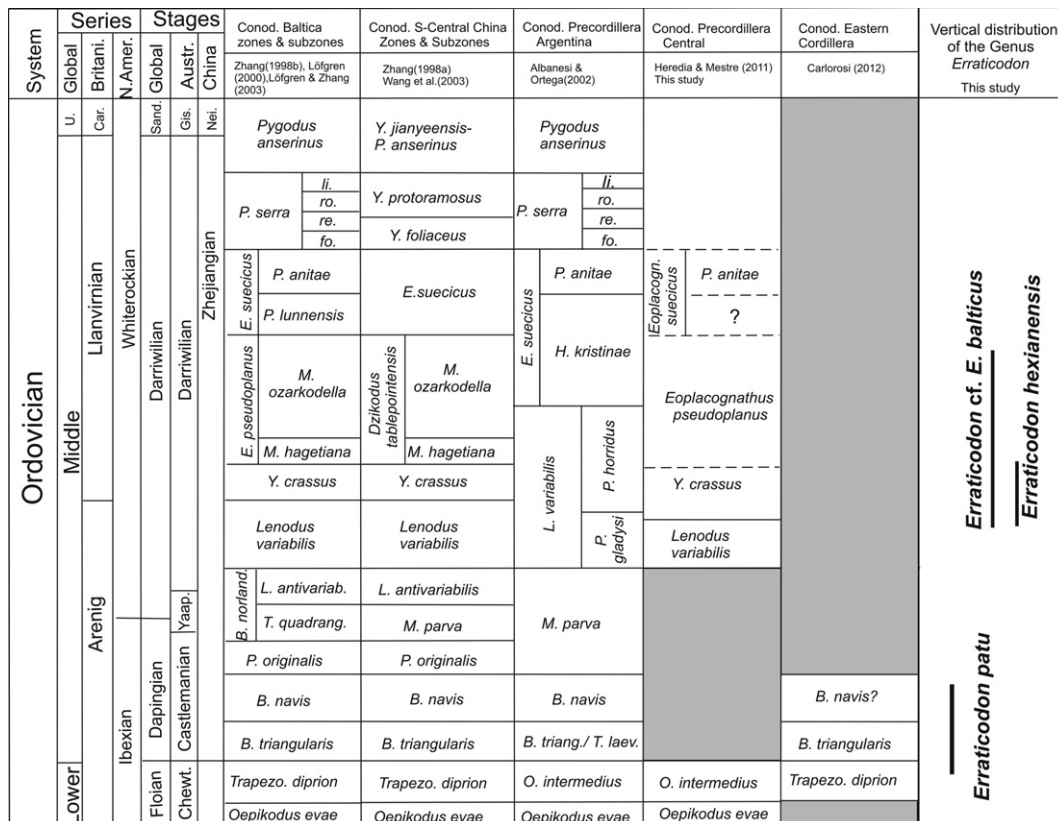 System
Series
Global
Britani.
N.Amer.
Stages
Global
Austr.
China
Conod. Baltica
zones & subzones
Zhang(1998b), Löfgren
(2000),Löfgren & Zhang
(2003)
Conod. S-Central China
Zones & Subzones
Zhang(1998a)
Wang et al.(2003)
Conod. Precordillera
Argentina
Albanesi &
Ortega(2002)
Conod. Precordillera
Central
Heredia & Mestre (2011)
This study
Conod. Eastern
Cordillera
Carlorosi (2012)
Vertical distribution
of the Genus
Erraticodon
This study
Ordovician
U.
Middle
Lower
Car.
Llanvirnian
Arenig
Whiterockian
Ibexian
Sand.
Darriwilian
Dapingian
Floian
Gis.
Darriwilian
Yaap.
Castlemanian
Chewt.
Nei.
Zhejiangian
Pygodus
anserinus
P. serra
li.
ro.
re.
fo.
E. suecicus
P. anitae
P. lunnensis
E. pseudoplanus
M.
ozarkodella
M. hagetiana
Y. crassus
Lenodus
variabilis
B. norland.
L. antivariab.
T. quadrang.
P. originalis
B. navis
B. triangularis
Trapezo. diprion
Oepikodus evae
Y. jianyeensis-
P. anserinus
Y. protoramosus
Y. foliaceus
E.suecicus
Dzikodus
tablepointensis
M.
ozarkodella
M. hagetiana
Y. crassus
Lenodus
variabilis
L. antivariabilis
M. parva
P. originalis
B. navis
B. triangularis
Trapezo. diprion
Oepikodus evae
Pygodus
anserinus
P. serra
li.
ro.
re.
fo.
E. suecicus
P. anitae
H. kristinae
L. variabilis
P. horridus
P.
gladysi
M. parva
B. navis
B. triang./ T. laev.
O. intermedius
Oepikodus evae
Eoplacogn.
suecicus
P. anitae
?
Eoplacognathus
pseudoplanus
Y. crassus
Lenodus
variabilis
O. intermedius
Oepikodus evae
B. navis?
B. triangularis
Trapezo. diprion
Erraticodon cf. E. balticus
Erraticodon hexianensis
Erraticodon patu